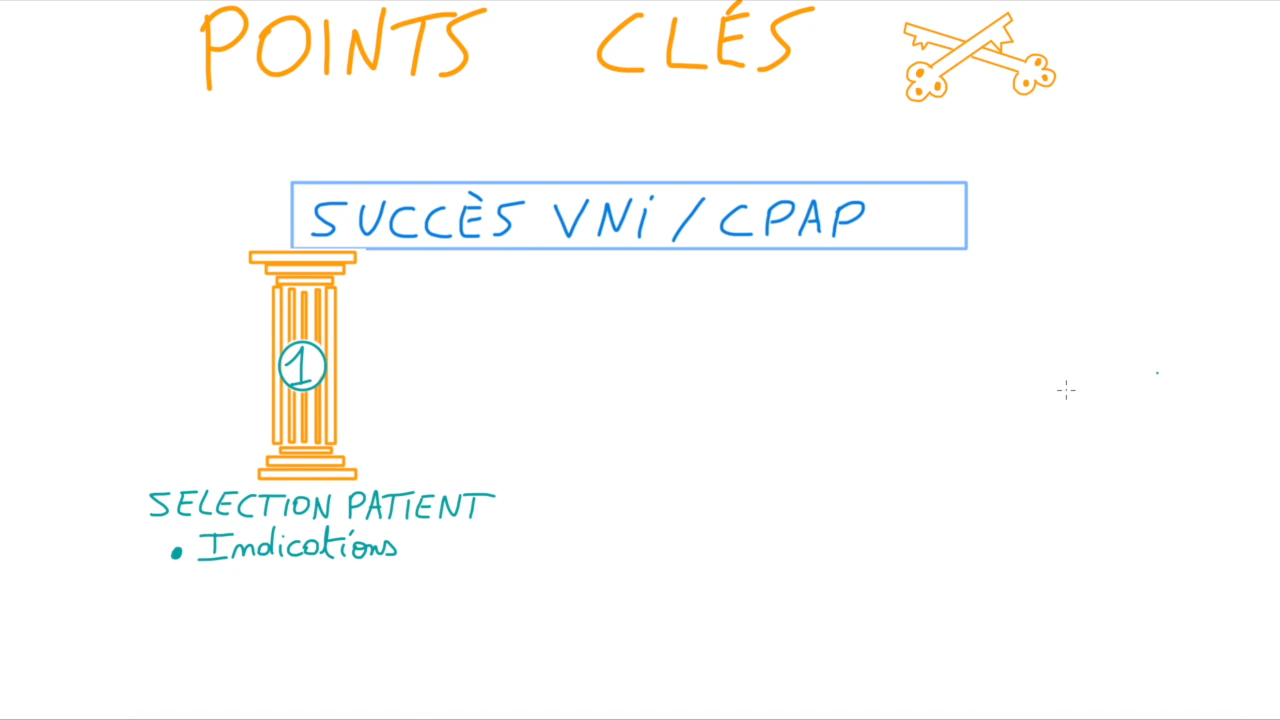 POINTS CLÉS
SUCCÈS VNi / CPAP
1
SELECTION PATIENT
• Indications